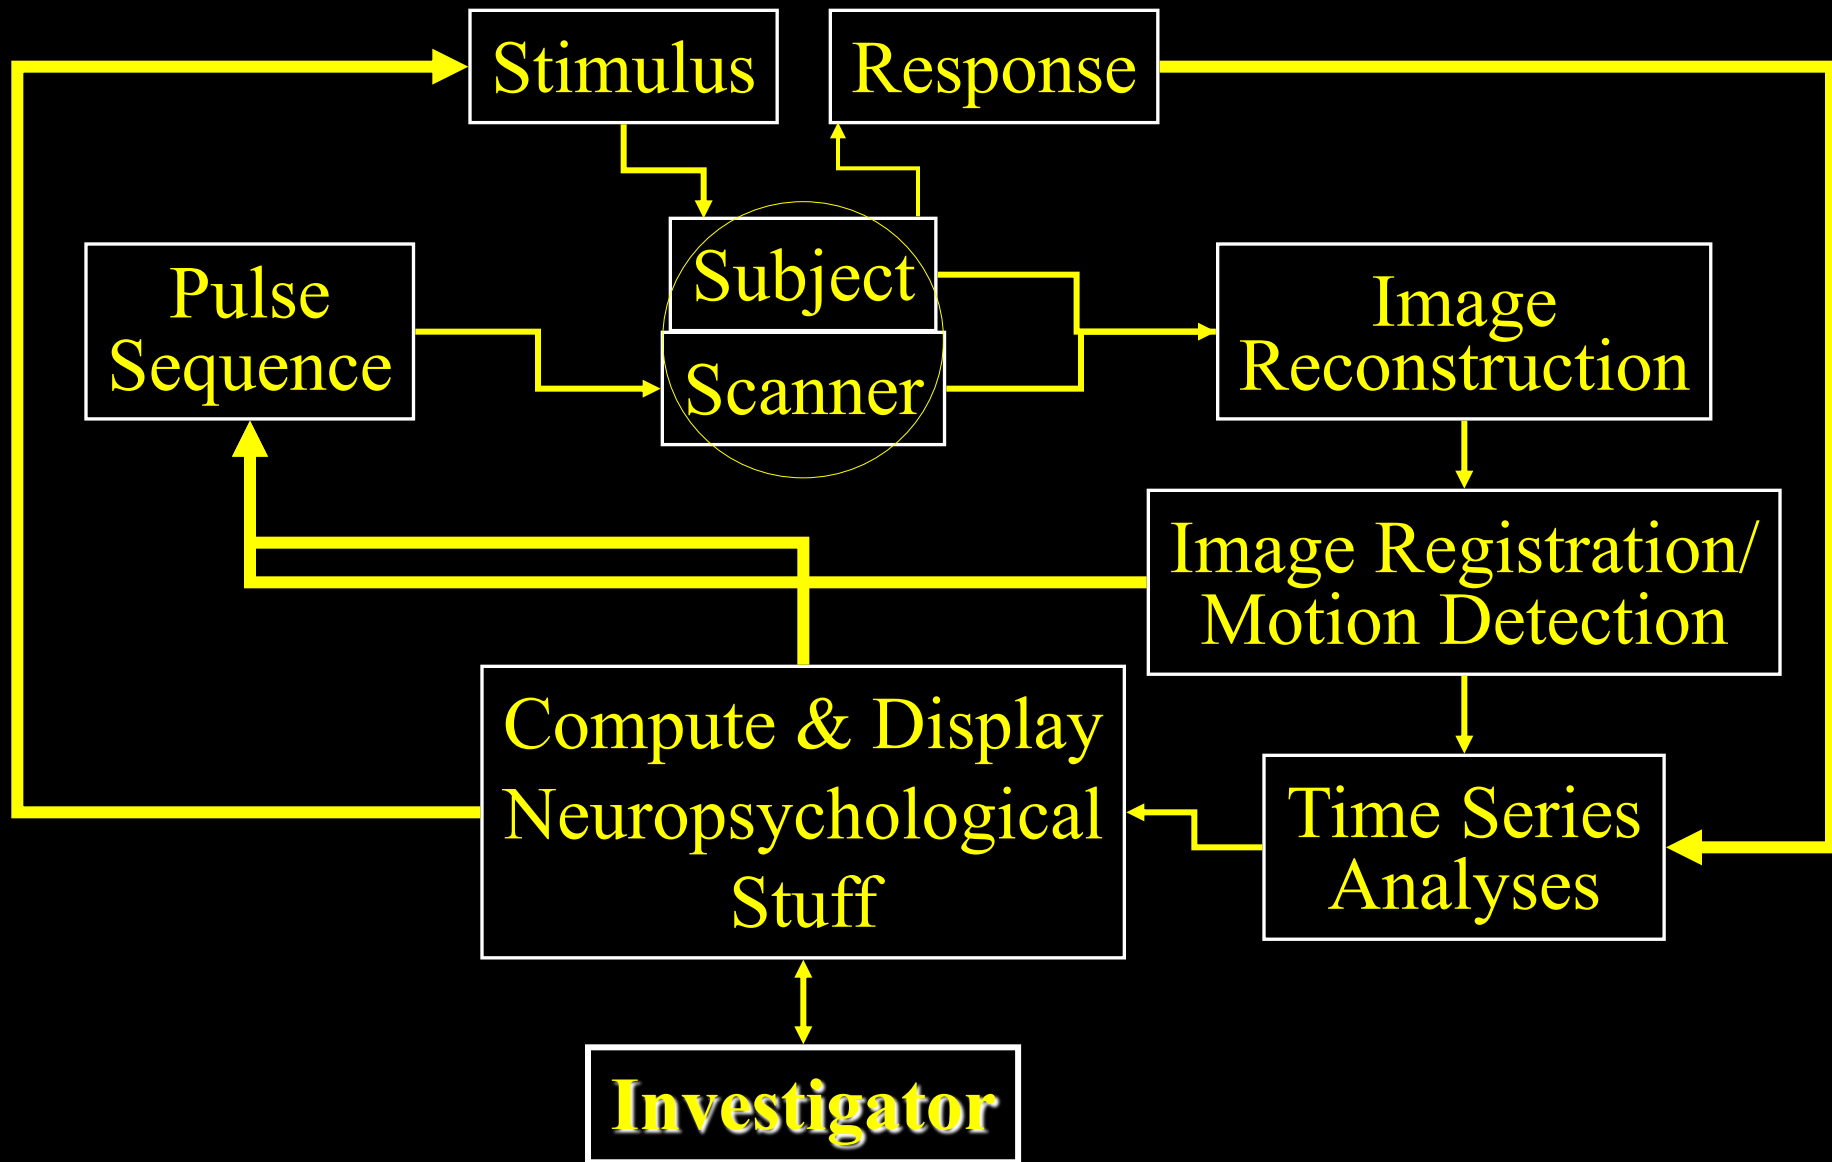 Stimulus
Response
Subject
Pulse
Sequence
Scanner
Image
Reconstruction
Image Registration/
Motion Detection
Compute & Display
Neuropsychological
Stuff
Time Series
Analyses
Investigator